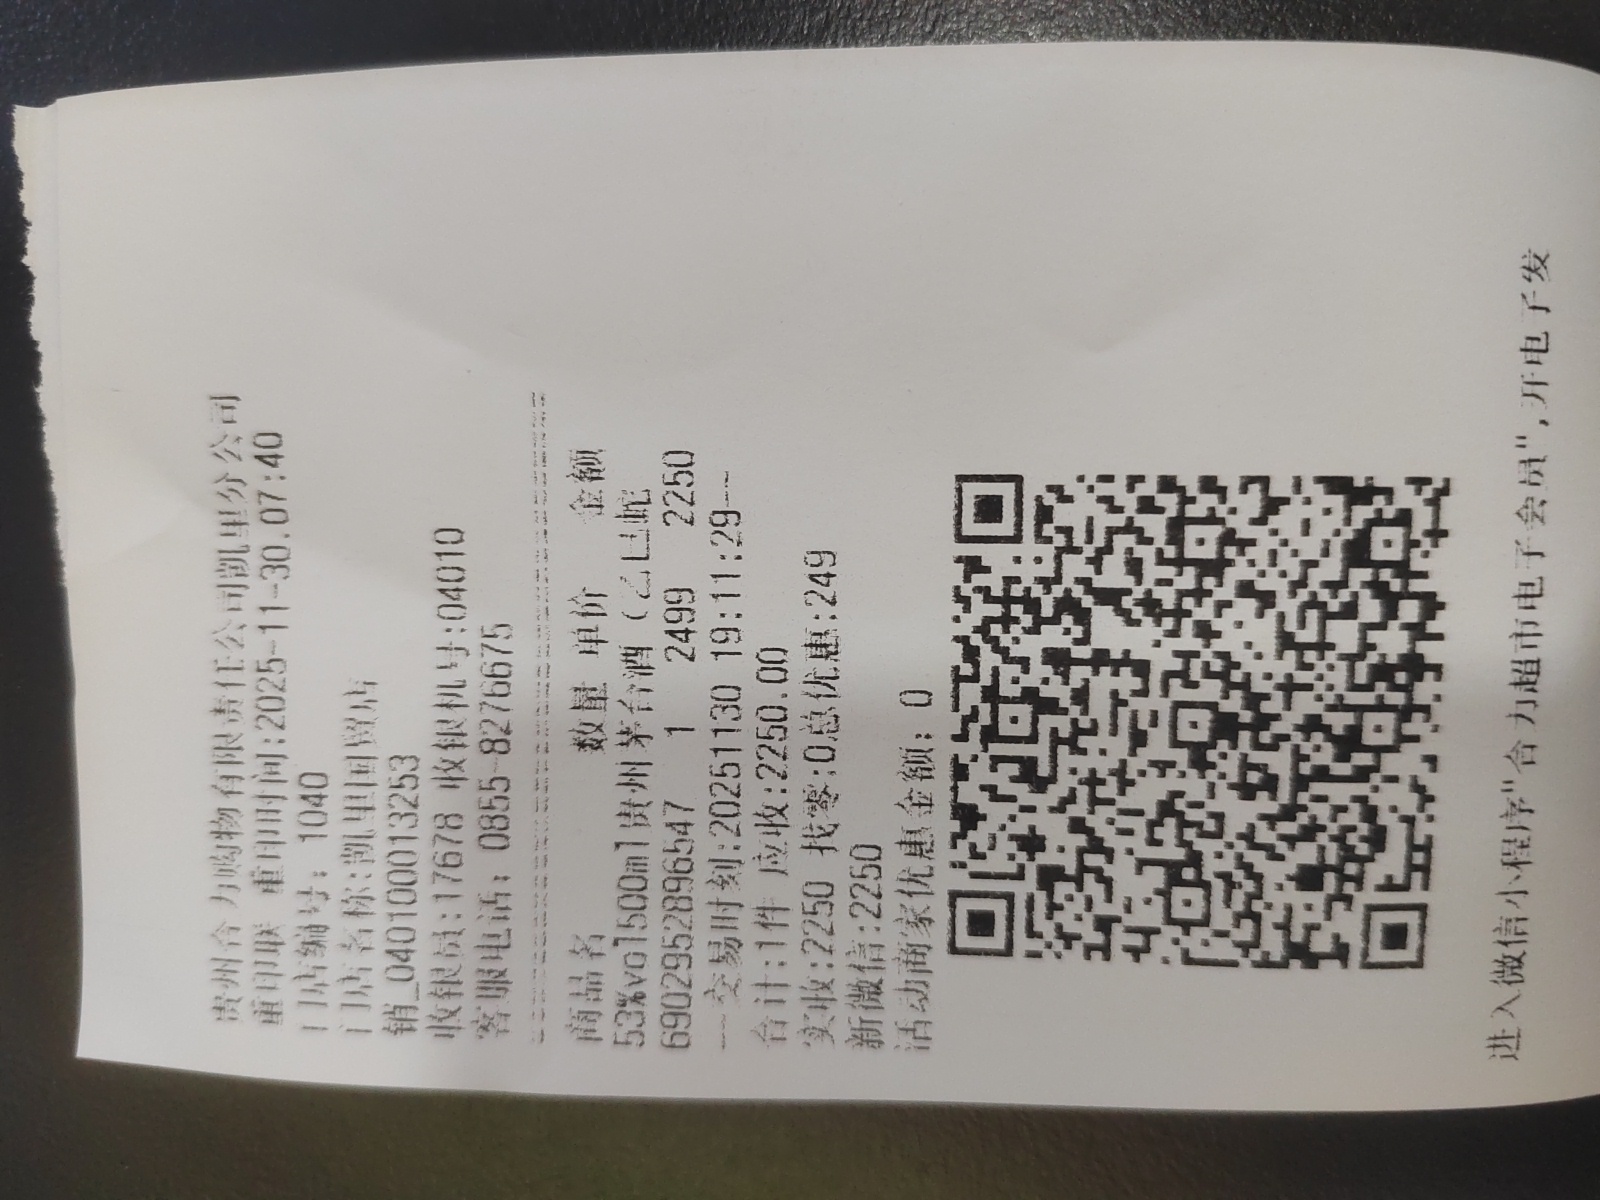 贵州合力购物有限责任公司凯里分公司
重印联 重印时间:2025-11-30.07:40
门店编号: 1040
门店名称:凯里国贸店
销_0401000013253
收银员:17678 收银机号:04010
客服电话: 0855-8276675
商品名 数量 单价 金额
53%vol500ml贵州茅台酒(乙巳蛇
6902952896547 1 2499 2250
--交易时刻:20251130 19:11:29--
合计:1件 应收:2250.00
实收:2250 找零:0总优惠:249
新微信:2250
活动商家优惠金额: 0
进入微信小程序"合力超市电子会员",开电子发